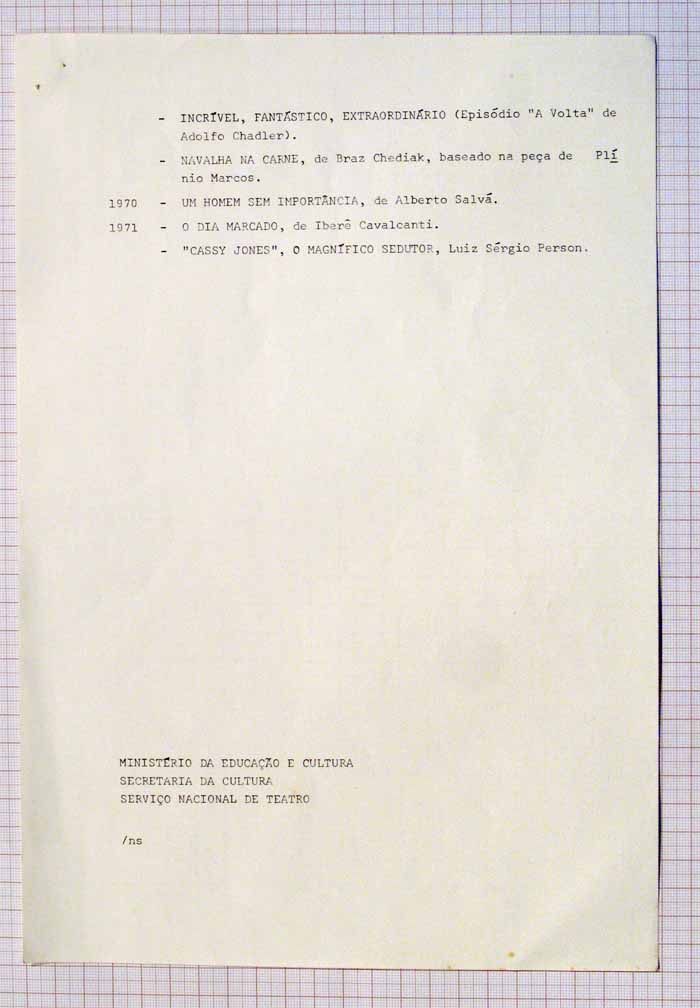 - INCRÍVEL, FANTÁSTICO, EXTRAORDINÁRIO (Episódio "A Volta" de
Adolfo Chadler).
- NAVALHA NA CARNE, de Braz Chediak, baseado na peça de Plí
nio Marcos.
1970 - UM HOMEM SEM IMPORTÂNCIA, de Alberto Salvá.
1971 - O DIA MARCADO, de Iberê Cavalcanti.
- "CASSY JONES", O MAGNÍFICO SEDUTOR, Luiz Sérgio Person.
MINISTÉRIO DA EDUCAÇÃO E CULTURA
SECRETARIA DA CULTURA
SERVIÇO NACIONAL DE TEATRO
/ns